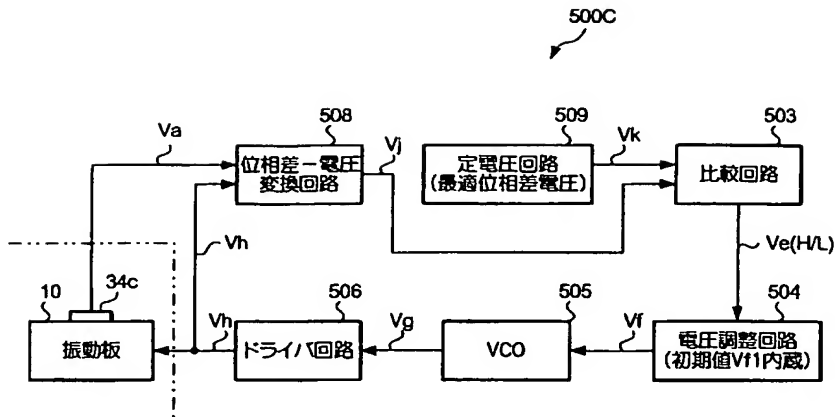 500C
508
509
503
Va
Vj
Vk
位相差－電圧
変換回路
定電圧回路
(最適位相差電圧)
比較回路
Vh
Ve(H/L)
34c
10
506
505
504
Vh
Vg
Vf
振動板
ドライバ回路
VCO
電圧調整回路
(初期値Vf1内蔵)